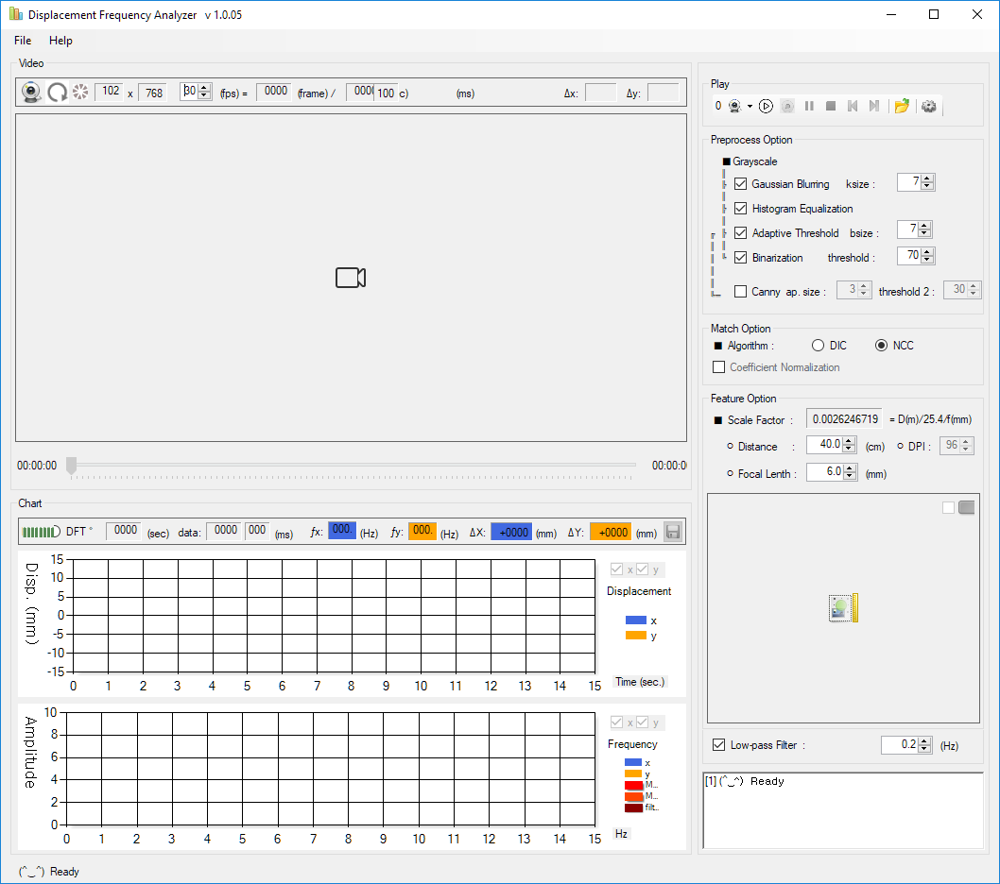 Displacement Frequency Analyzer v 1.0.05
File Help
Video
102 x 768 30 (fps) = 0000 (frame) / 000 100 c) (ms) Δx: Δy:
00:00:00 00:00:0
Chart
DFT ° 0000 (sec) data: 0000 000 (ms) fx: 000. (Hz) fy: 000. (Hz) ΔX: +0000 (mm) ΔY: +0000 (mm)
Disp. (mm)
15
10
5
0
-5
-10
-15
0 1 2 3 4 5 6 7 8 9 10 11 12 13 14 15
x y
Displacement
x
y
Time (sec.)
Amplitude
10
8
6
4
2
0
0 1 2 3 4 5 6 7 8 9 10 11 12 13 14 15
x y
Frequency
x
y
M...
M...
filt...
Hz
(^‿^) Ready
Play
0
Preprocess Option
■ Grayscale
Gaussian Blurring ksize : 7
Histogram Equalization
Adaptive Threshold bsize : 7
Binarization threshold : 70
Canny ap. size : 3 threshold 2 : 30
Match Option
■ Algorithm : DIC NCC
Coefficient Normalization
Feature Option
■ Scale Factor : 0.0026246719 = D(m)/25.4/f(mm)
○ Distance : 40.0 (cm) ○ DPI : 96
○ Focal Lenth : 6.0 (mm)
Low-pass Filter : 0.2 (Hz)
[1] (^‿^) Ready